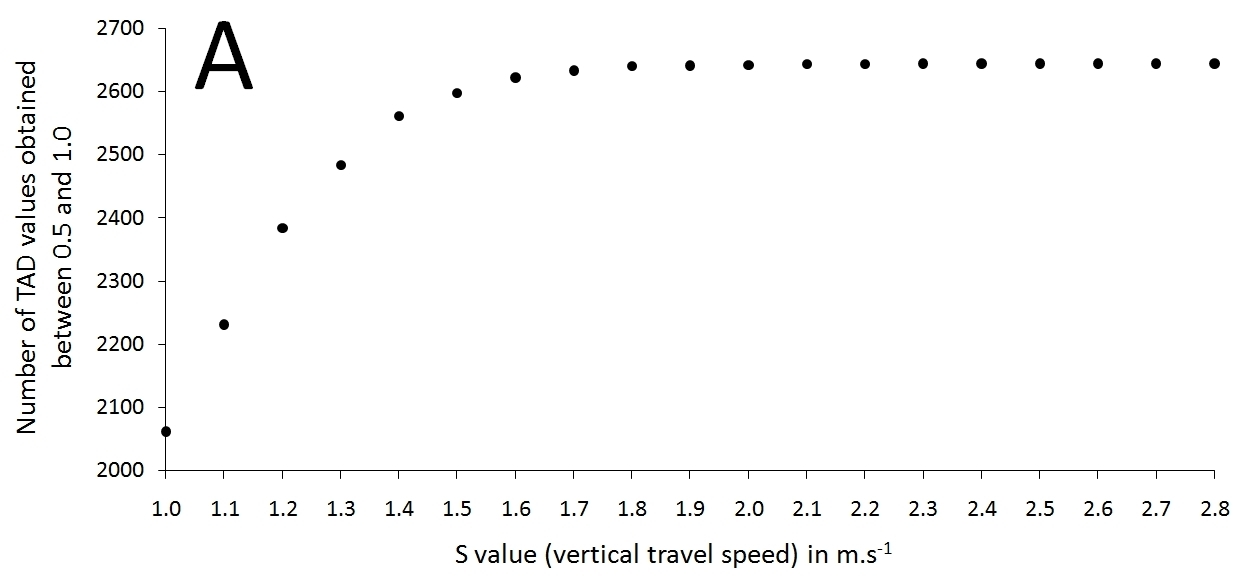 A
Number of TAD values obtained
between 0.5 and 1.0
2700
2600
2500
2400
2300
2200
2100
2000
1.0 1.1 1.2 1.3 1.4 1.5 1.6 1.7 1.8 1.9 2.0 2.1 2.2 2.3 2.4 2.5 2.6 2.7 2.8
S value (vertical travel speed) in m.s⁻¹